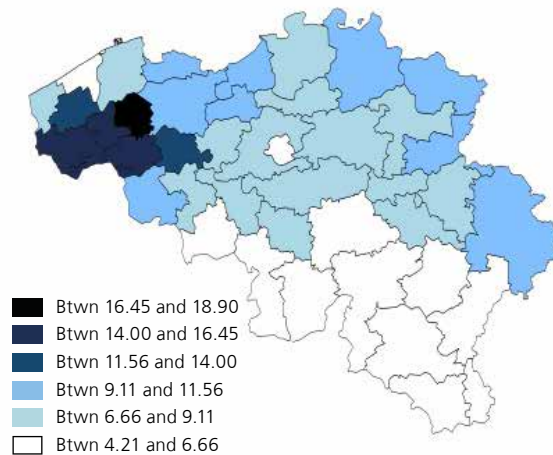 Btwn 16.45 and 18.90
Btwn 14.00 and 16.45
Btwn 11.56 and 14.00
Btwn 9.11 and 11.56
Btwn 6.66 and 9.11
Btwn 4.21 and 6.66